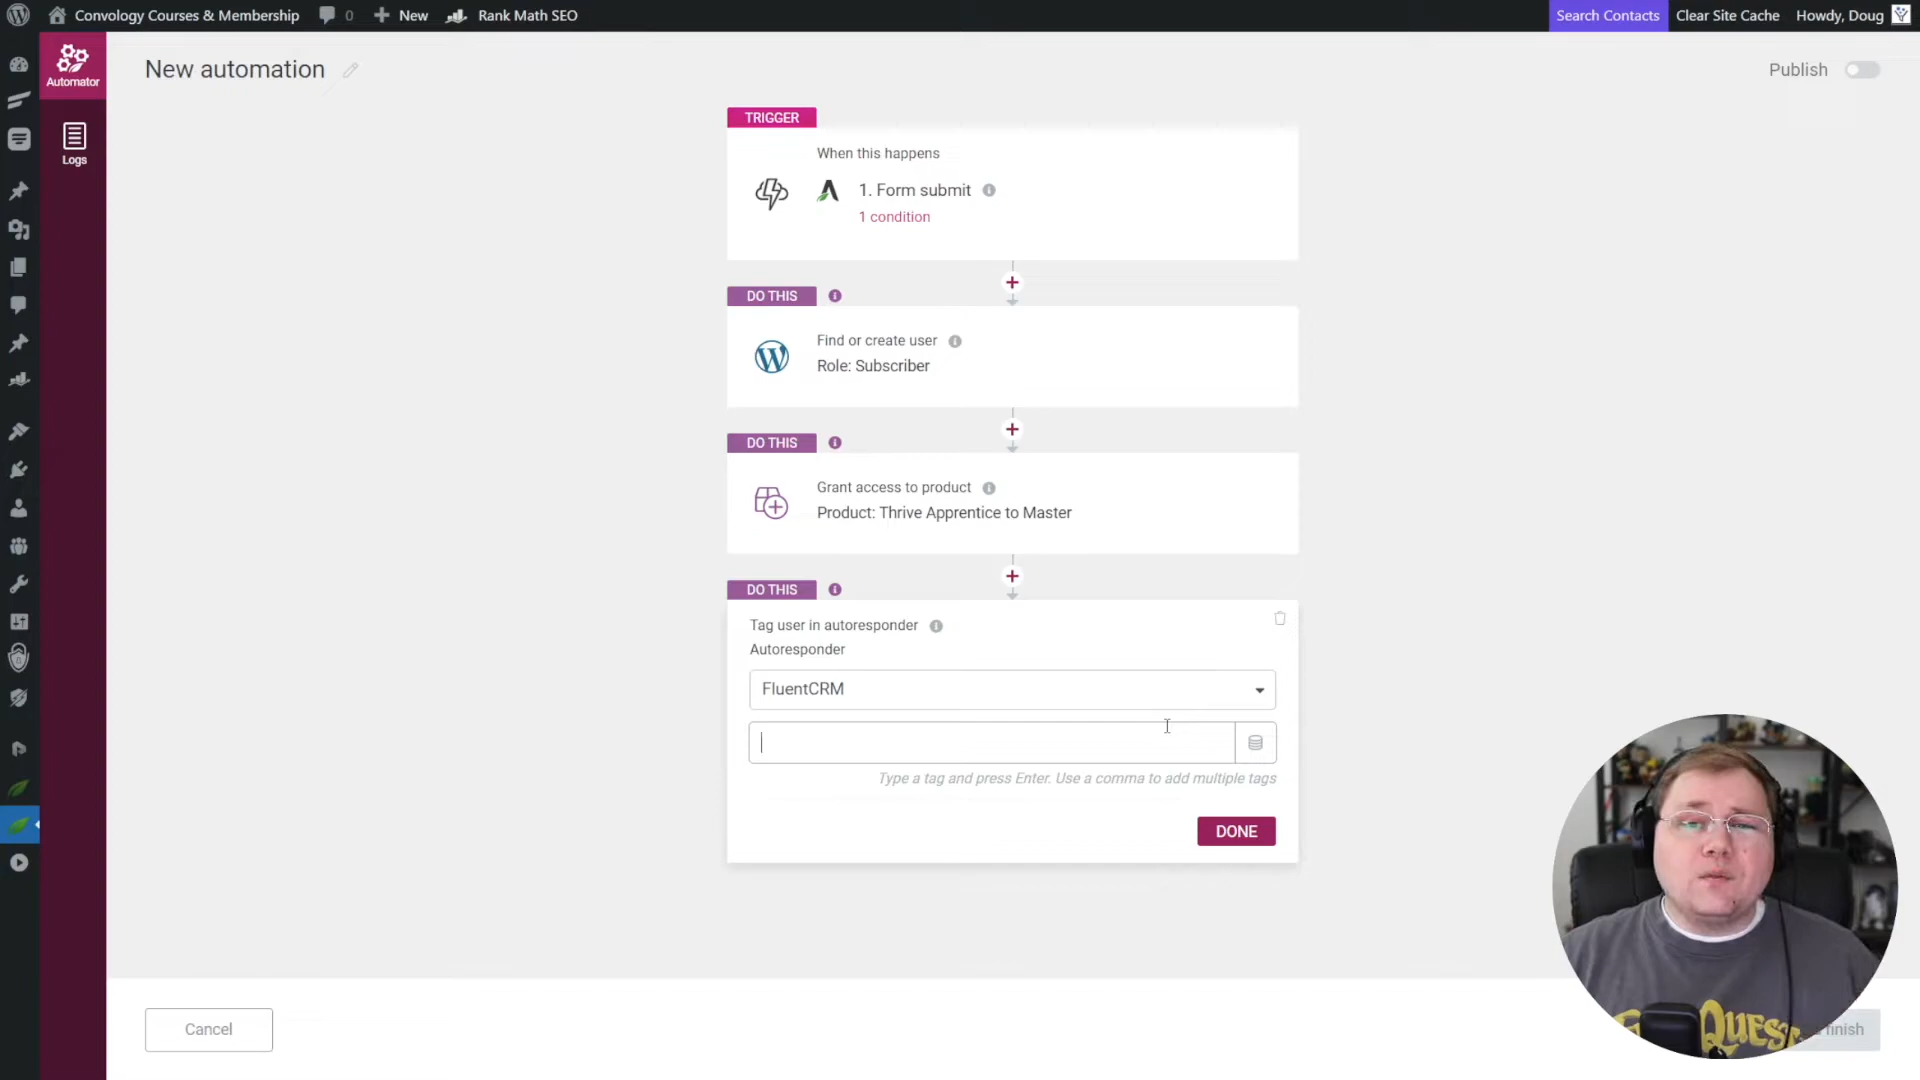 Convology Courses & Membership
0
New
Rank Math SEO
Search Contacts
Clear Site Cache
Howdy, Doug
Automator
Logs
New automation
Publish
TRIGGER
When this happens
1. Form submit
1 condition
DO THIS
Find or create user
Role: Subscriber
DO THIS
Grant access to product
Product: Thrive Apprentice to Master
DO THIS
Tag user in autoresponder
Autoresponder
FluentCRM
Type a tag and press Enter. Use a comma to add multiple tags
DONE
Cancel
finish